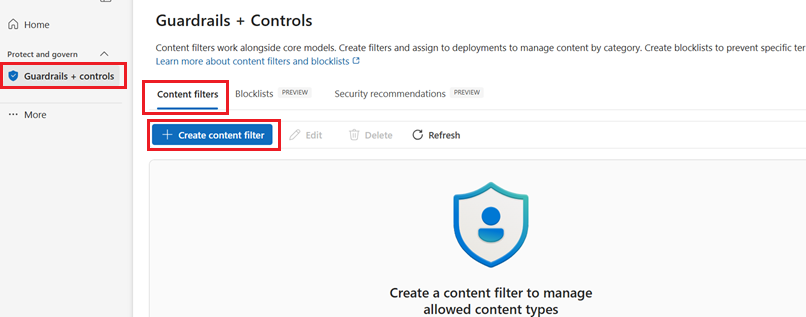 Home
Protect and govern
Guardrails + controls
More
Guardrails + Controls
Content filters work alongside core models. Create filters and assign to deployments to manage content by category. Create blocklists to prevent specific
Learn more about content filters and blocklists
Content filters Blocklists PREVIEW Security recommendations PREVIEW
+ Create content filter Edit Delete Refresh
Create a content filter to manage
allowed content types